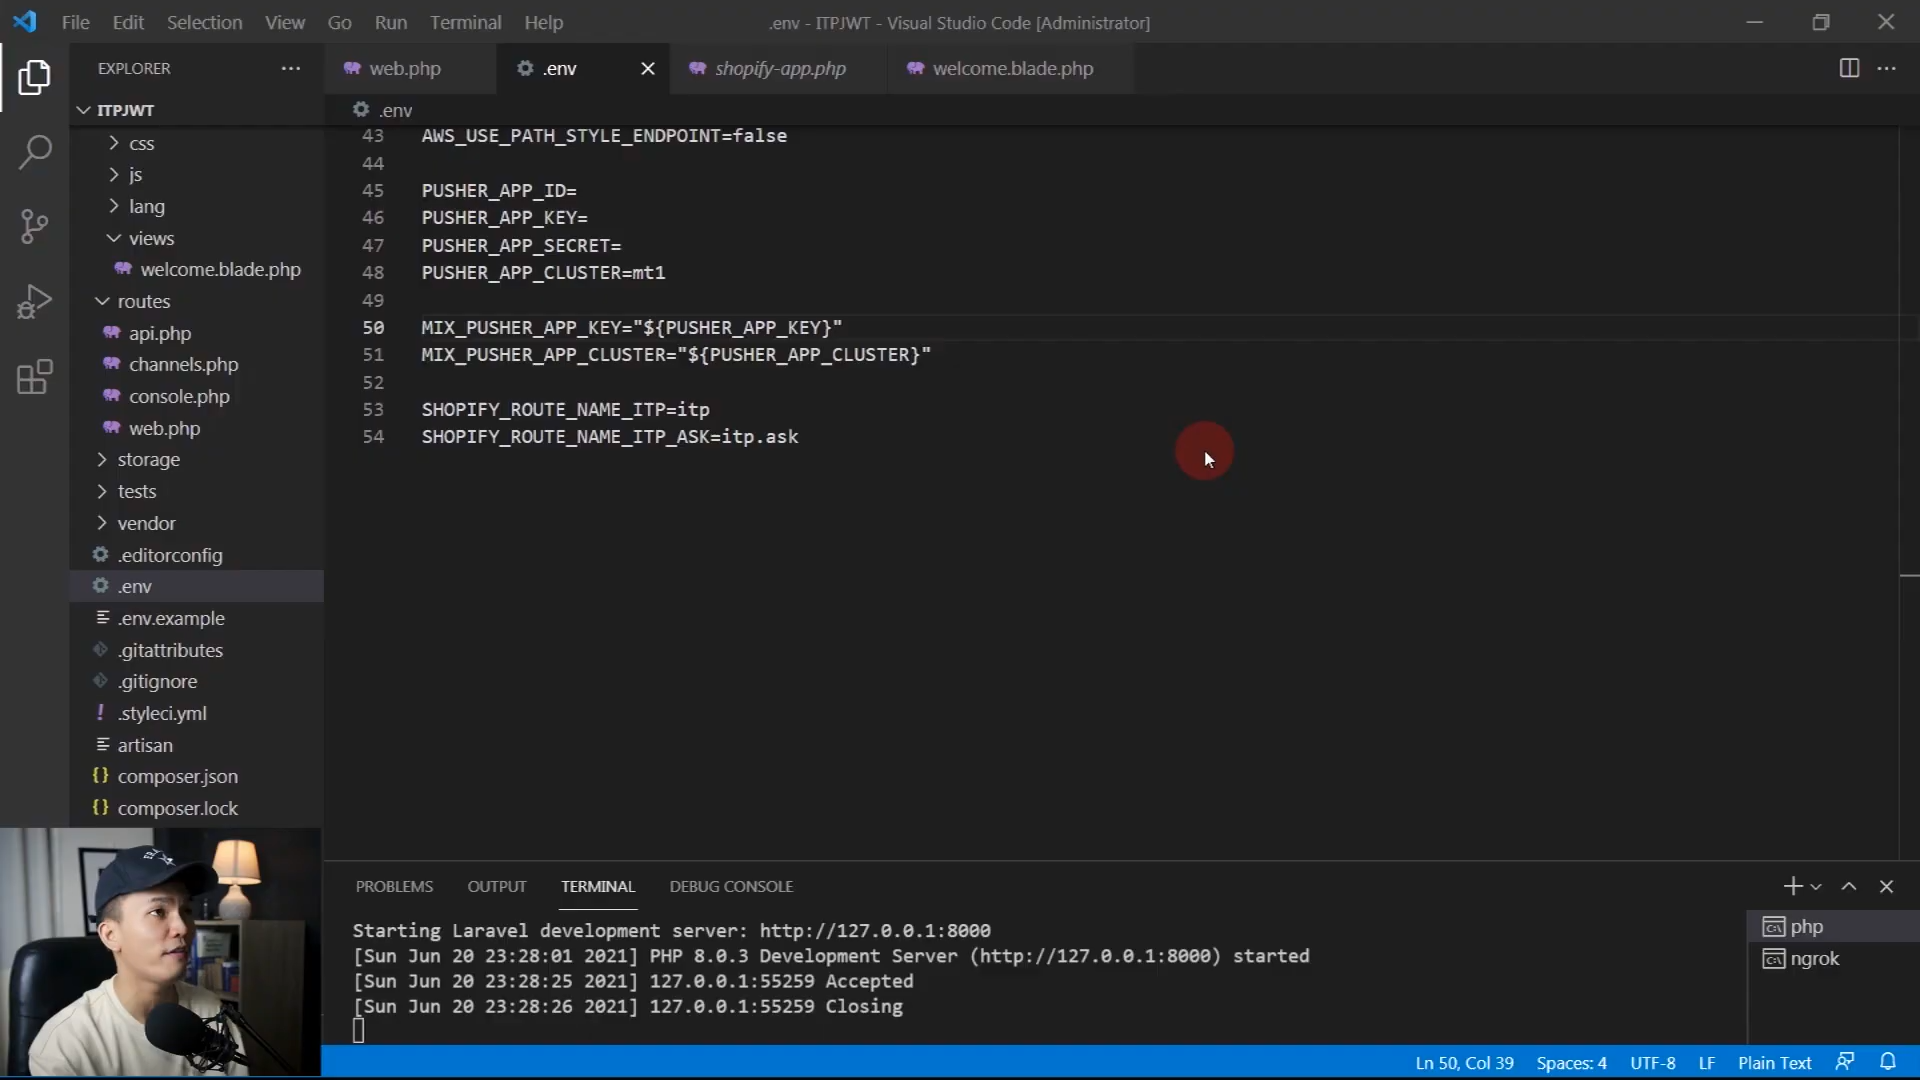 File Edit Selection View Go Run Terminal Help
.env - ITPJWT - Visual Studio Code [Administrator]
EXPLORER
web.php
.env
shopify-app.php
welcome.blade.php
ITPJWT
.env
css
js
lang
views
welcome.blade.php
routes
api.php
channels.php
console.php
web.php
storage
tests
vendor
.editorconfig
.env
.env.example
.gitattributes
.gitignore
.styleci.yml
artisan
composer.json
composer.lock
43 AWS_USE_PATH_STYLE_ENDPOINT=false
44
45 PUSHER_APP_ID=
46 PUSHER_APP_KEY=
47 PUSHER_APP_SECRET=
48 PUSHER_APP_CLUSTER=mt1
49
50 MIX_PUSHER_APP_KEY="${PUSHER_APP_KEY}"
51 MIX_PUSHER_APP_CLUSTER="${PUSHER_APP_CLUSTER}"
52
53 SHOPIFY_ROUTE_NAME_ITP=itp
54 SHOPIFY_ROUTE_NAME_ITP_ASK=itp.ask
PROBLEMS OUTPUT TERMINAL DEBUG CONSOLE
Starting Laravel development server: http://127.0.0.1:8000
[Sun Jun 20 23:28:01 2021] PHP 8.0.3 Development Server (http://127.0.0.1:8000) started
[Sun Jun 20 23:28:25 2021] 127.0.0.1:55259 Accepted
[Sun Jun 20 23:28:26 2021] 127.0.0.1:55259 Closing
php
ngrok
Ln 50, Col 39 Spaces: 4 UTF-8 LF Plain Text